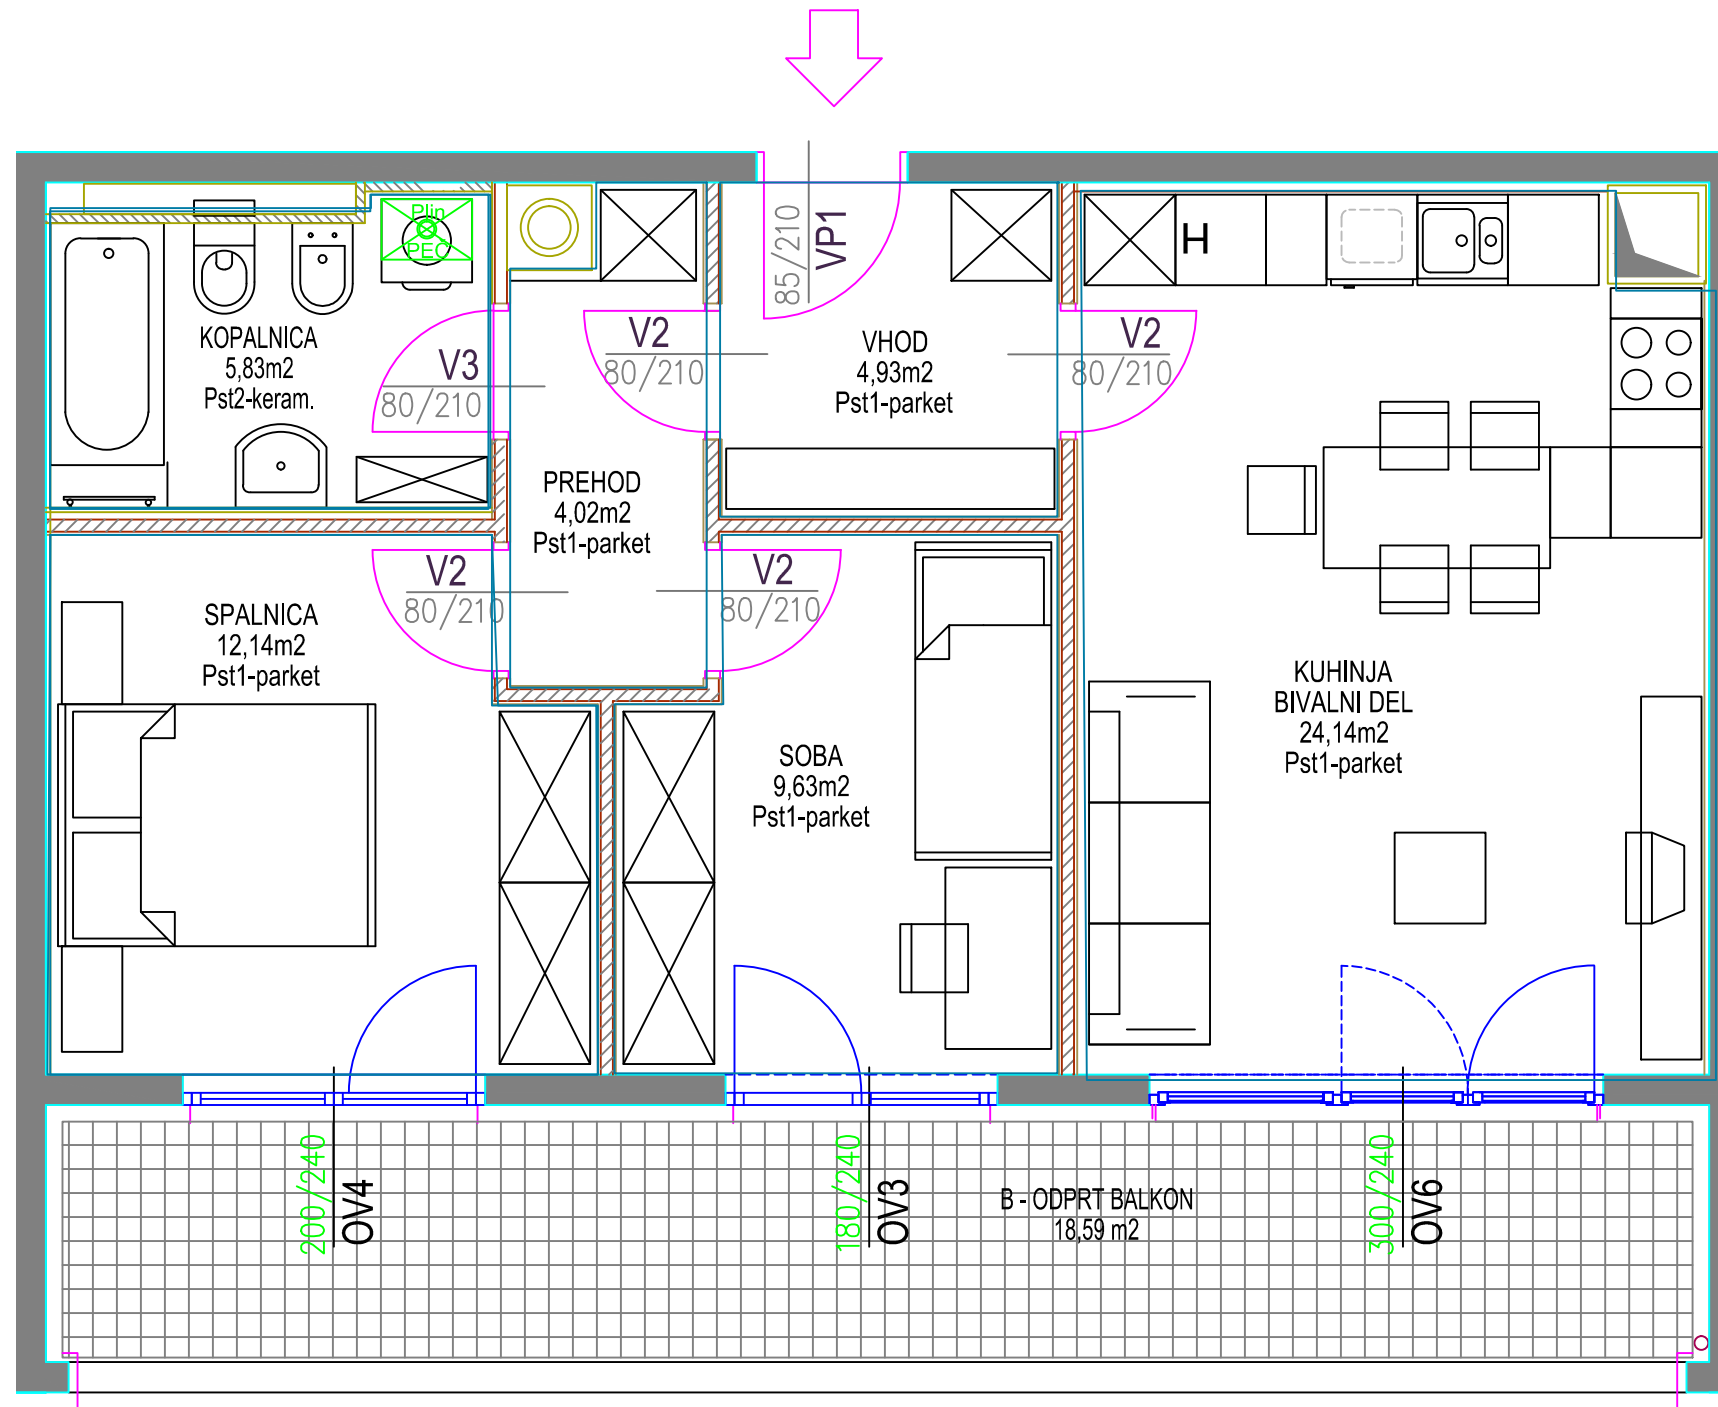 85/210
VP1
Plin
PEČ
H
KOPALNICA
5,83m2
Pst2-keram.
V3
80/210
V2
80/210
VHOD
4,93m2
Pst1-parket
V2
80/210
PREHOD
4,02m2
Pst1-parket
V2
80/210
V2
80/210
SPALNICA
12,14m2
Pst1-parket
SOBA
9,63m2
Pst1-parket
KUHINJA
BIVALNI DEL
24,14m2
Pst1-parket
200/240
OV4
180/240
OV3
B - ODPRT BALKON
18,59 m2
300/240
OV6